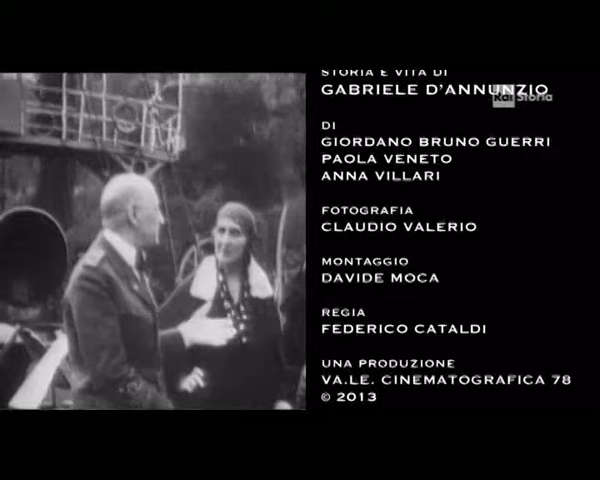 STORIA E VITA DI
GABRIELE D'ANNUNZIO
Rai Storia
DI
GIORDANO BRUNO GUERRI
PAOLA VENETO
ANNA VILLARI
FOTOGRAFIA
CLAUDIO VALERIO
MONTAGGIO
DAVIDE MOCA
REGIA
FEDERICO CATALDI
UNA PRODUZIONE
VA.LE. CINEMATOGRAFICA 78
© 2013